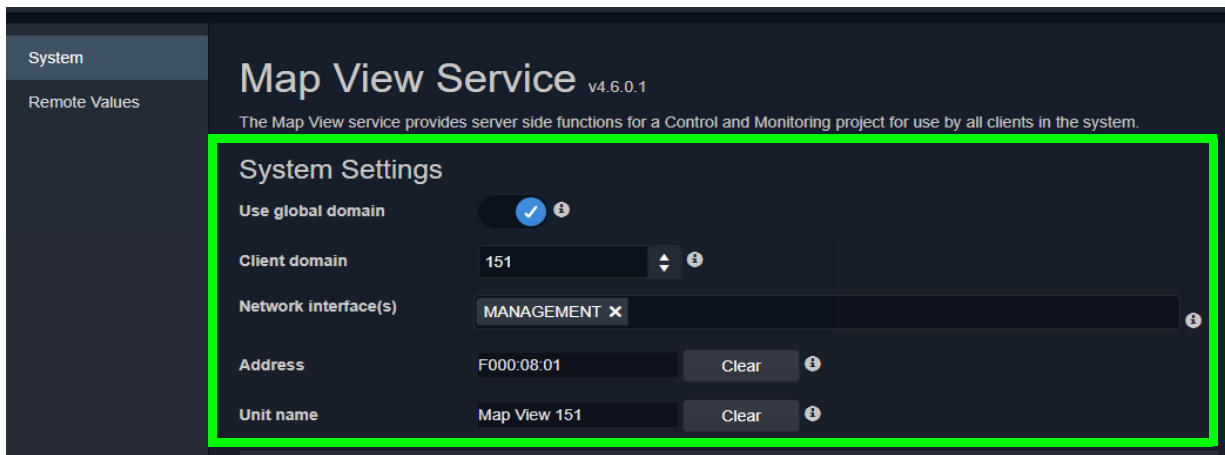 System
Remote Values
Map View Service v4.6.0.1
The Map View service provides server side functions for a Control and Monitoring project for use by all clients in the system.
System Settings
Use global domain
Client domain 151
Network interface(s) MANAGEMENT
Address F000:08:01 Clear
Unit name Map View 151 Clear